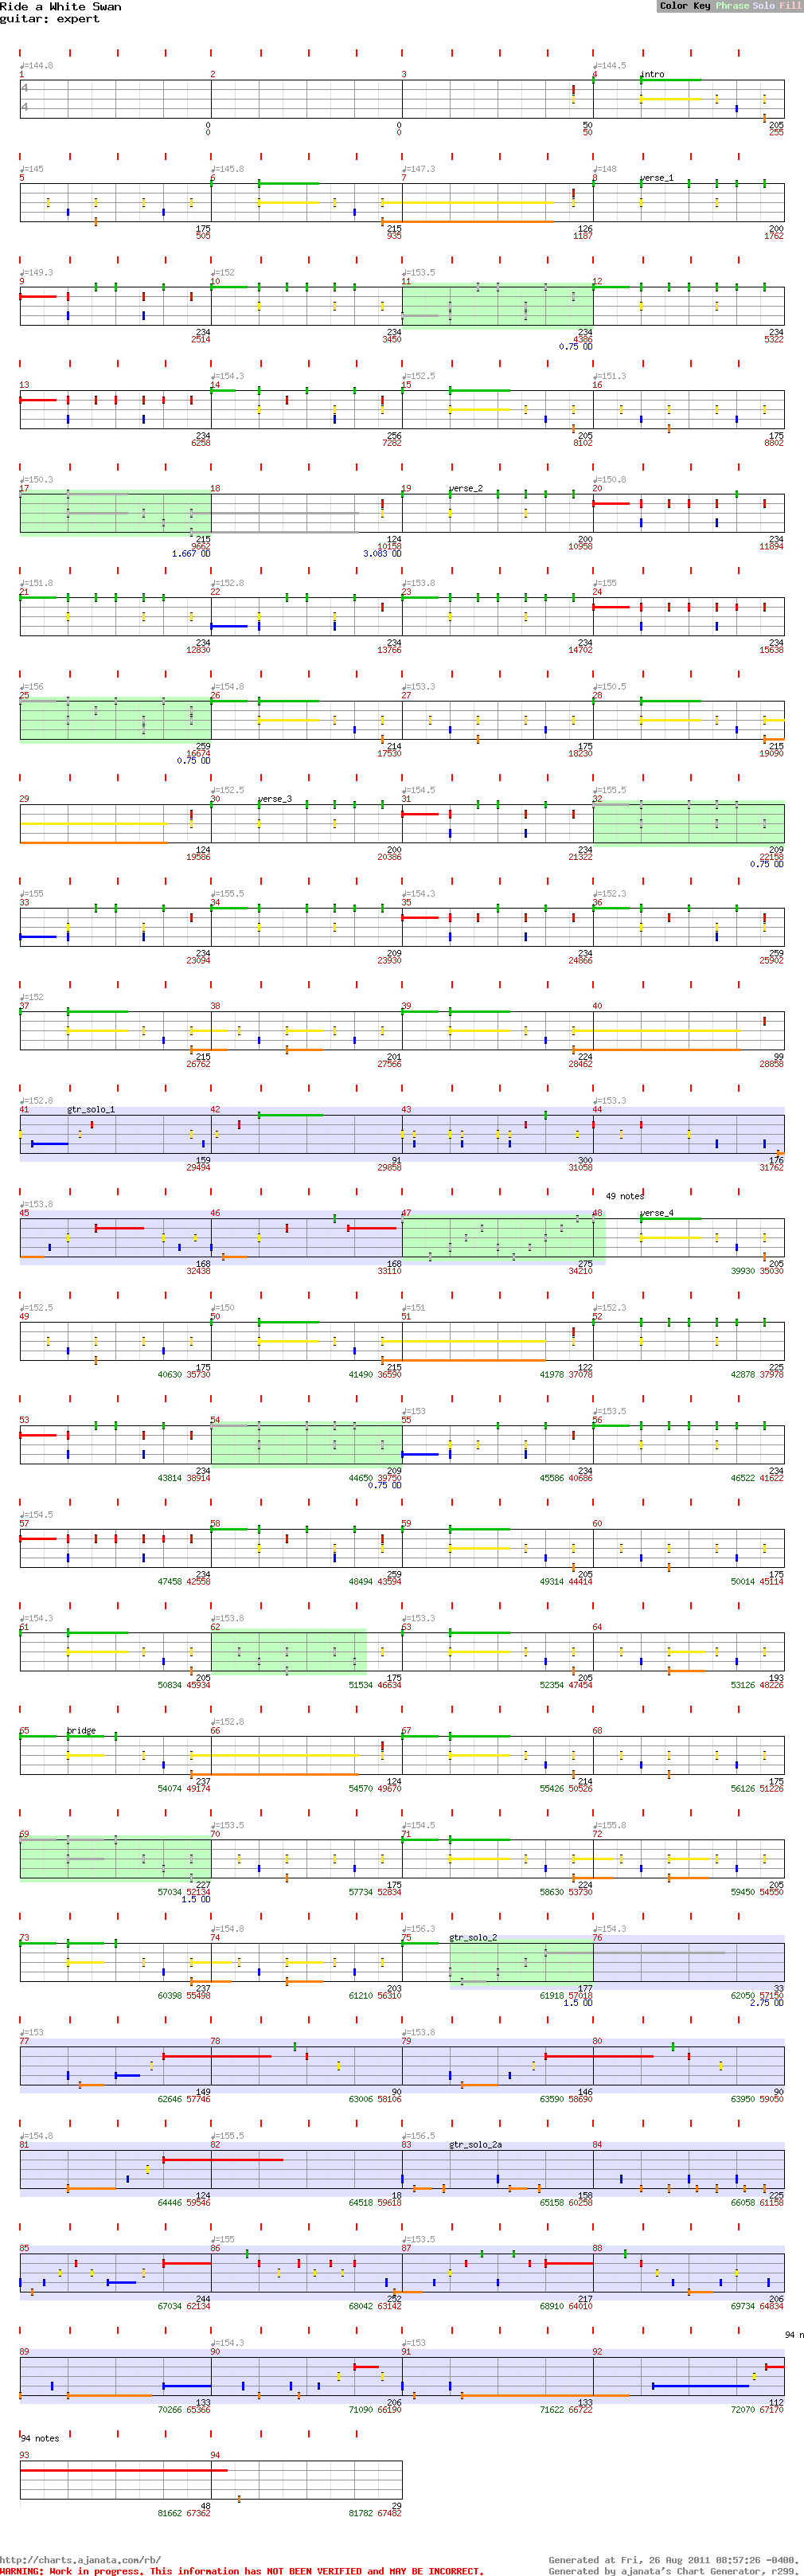 Ride a White Swan
guitar: expert
Color Key Phrase Solo Fill
♩=144.8 ♩=144.5
1 2 3 4 intro
4
4
0 0 50 205
0 0 50 255
♩=145 ♩=145.8 ♩=147.3 ♩=148
5 6 7 8 verse_1
175 215 126 200
505 935 1187 1762
♩=149.3 ♩=152 ♩=153.5
9 10 11 12
234 234 234 234
2514 3450 4386 5322
0.75 OD
♩=154.3 ♩=152.5 ♩=151.3
13 14 15 16
234 256 205 175
6258 7282 8102 8802
♩=150.3 ♩=150.8
17 18 19 verse_2 20
215 124 200 234
9662 10158 10958 11894
1.667 OD 3.083 OD
♩=151.8 ♩=152.8 ♩=153.8 ♩=155
21 22 23 24
234 234 234 234
12830 13766 14702 15638
♩=156 ♩=154.8 ♩=153.3 ♩=150.5
25 26 27 28
259 214 175 215
16674 17530 18230 19090
0.75 OD
♩=152.5 ♩=154.5 ♩=155.5
29 30 verse_3 31 32
124 200 234 209
19586 20386 21322 22158
0.75 OD
♩=155 ♩=155.5 ♩=154.3 ♩=152.3
33 34 35 36
234 209 234 259
23094 23930 24866 25902
♩=152
37 38 39 40
215 201 224 99
26762 27566 28462 28858
♩=152.8 ♩=153.3
41 gtr_solo_1 42 43 44
159 91 300 176
29494 29858 31058 31762
♩=153.8 49 notes
45 46 47 48 verse_4
168 168 275 205
32438 33110 34210 39930 35030
♩=152.5 ♩=150 ♩=151 ♩=152.3
49 50 51 52
175 215 122 225
40630 35730 41490 36590 41978 37078 42878 37978
♩=153 ♩=153.5
53 54 55 56
234 209 234 234
43814 38914 44650 39750 45586 40686 46522 41622
0.75 OD
♩=154.5
57 58 59 60
234 259 205 175
47458 42558 48494 43594 49314 44414 50014 45114
♩=154.3 ♩=153.8 ♩=153.3
61 62 63 64
205 175 205 193
50834 45934 51534 46634 52354 47454 53126 48226
♩=152.8
65 bridge 66 67 68
237 124 214 175
54074 49174 54570 49670 55426 50526 56126 51226
♩=153.5 ♩=154.5 ♩=155.8
69 70 71 72
227 175 224 205
57034 52134 57734 52834 58630 53730 59450 54550
1.5 OD
♩=154.8 ♩=156.3 ♩=154.3
73 74 75 gtr_solo_2 76
237 203 177 33
60398 55498 61210 56310 61918 57018 62050 57150
1.5 OD 2.75 OD
♩=153 ♩=153.8
77 78 79 80
149 90 146 90
62646 57746 63006 58106 63590 58690 63950 59050
♩=154.8 ♩=155.5 ♩=156.5
81 82 83 gtr_solo_2a 84
124 18 158 225
64446 59546 64518 59618 65158 60258 66058 61158
♩=155 ♩=153.5
85 86 87 88
244 252 217 206
67034 62134 68042 63142 68910 64010 69734 64834
♩=154.3 ♩=153 94 n
89 90 91 92
133 206 133 112
70266 65366 71090 66190 71622 66722 72070 67170
94 notes
93 94
48 29
81662 67362 81782 67482
http://charts.ajanata.com/rb/ Generated at Fri, 26 Aug 2011 08:57:26 -0400.
WARNING: Work in progress. This information has NOT BEEN VERIFIED and MAY BE INCORRECT. Generated by ajanata's Chart Generator, r299.